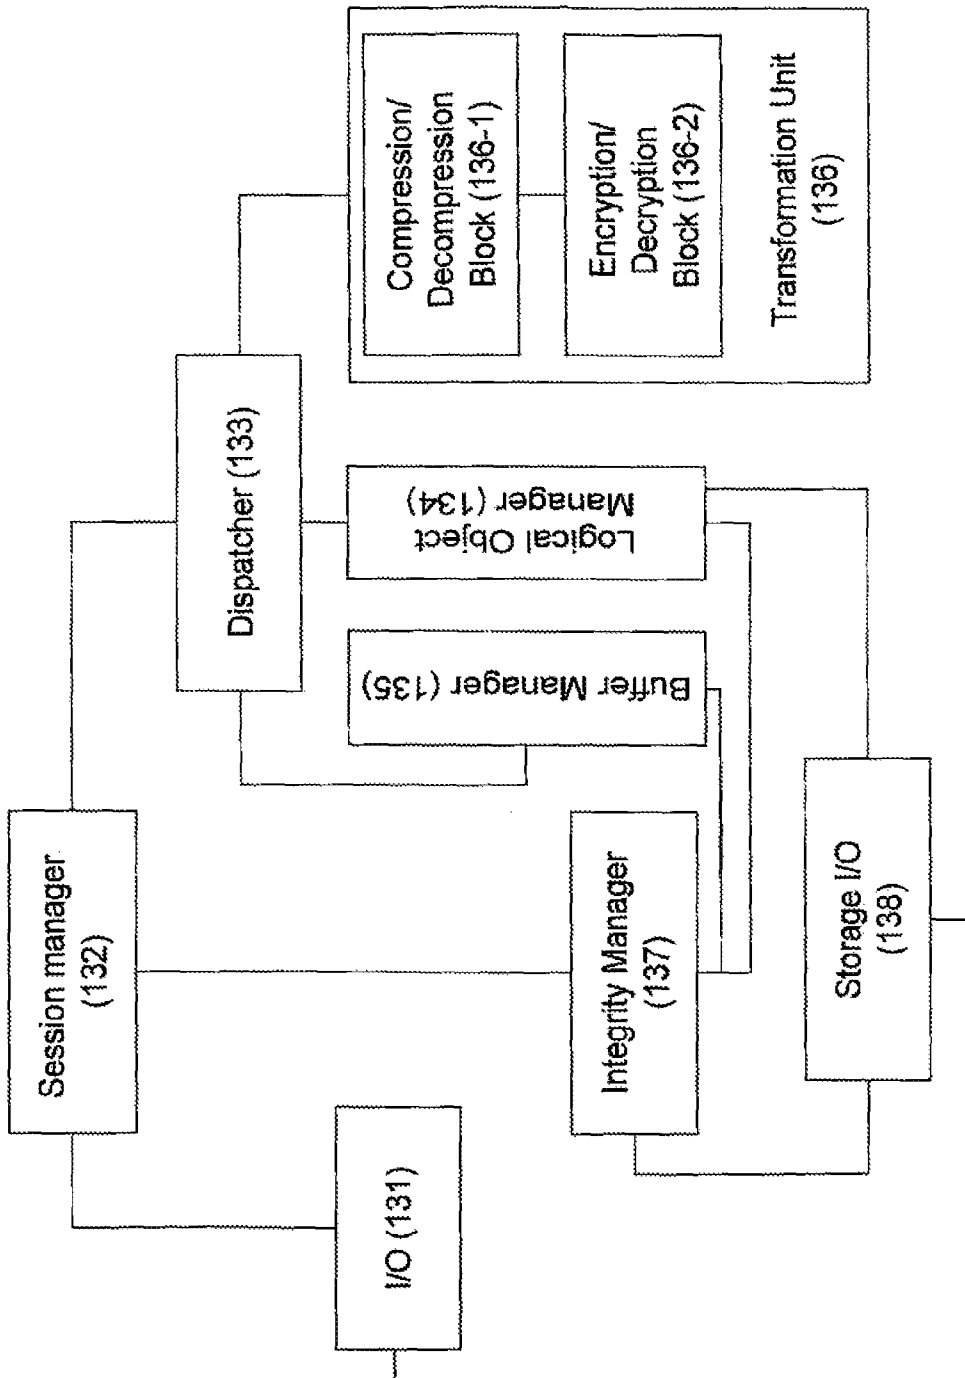 Session manager
(132)
I/O (131)
Dispatcher (133)
Integrity Manager
(137)
Buffer Manager (135)
Logical Object
Manager (134)
Storage I/O
(138)
Compression/
Decompression
Block (136-1)
Encryption/
Decryption
Block (136-2)
Transformation Unit
(136)